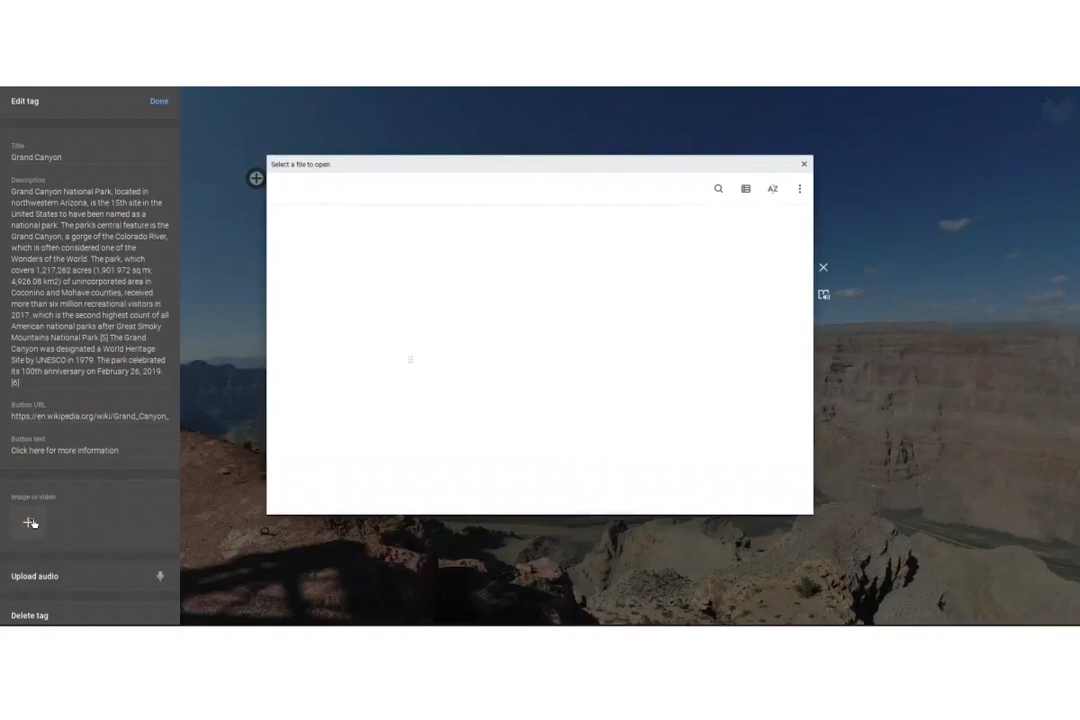 Edit tag
Done
Title
Grand Canyon
Description
Grand Canyon National Park, located in
northwestern Arizona, is the 15th site in the
United States to have been named as a
national park. The park's central feature is the
Grand Canyon, a gorge of the Colorado River,
which is often considered one of the
Wonders of the World. The park, which
covers 1,217,262 acres (1,901.972 sq mi;
4,926.08 km2) of unincorporated area in
Coconino and Mohave counties, received
more than six million recreational visitors in
2017, which is the second highest count of all
American national parks after Great Smoky
Mountains National Park.[5] The Grand
Canyon was designated a World Heritage
Site by UNESCO in 1979. The park celebrated
its 100th anniversary on February 26, 2019.
[6]
Button URL
https://en.wikipedia.org/wiki/Grand_Canyon_
Button text
Click here for more information
Image or video
Upload audio
Delete tag
Select a file to open
AZ